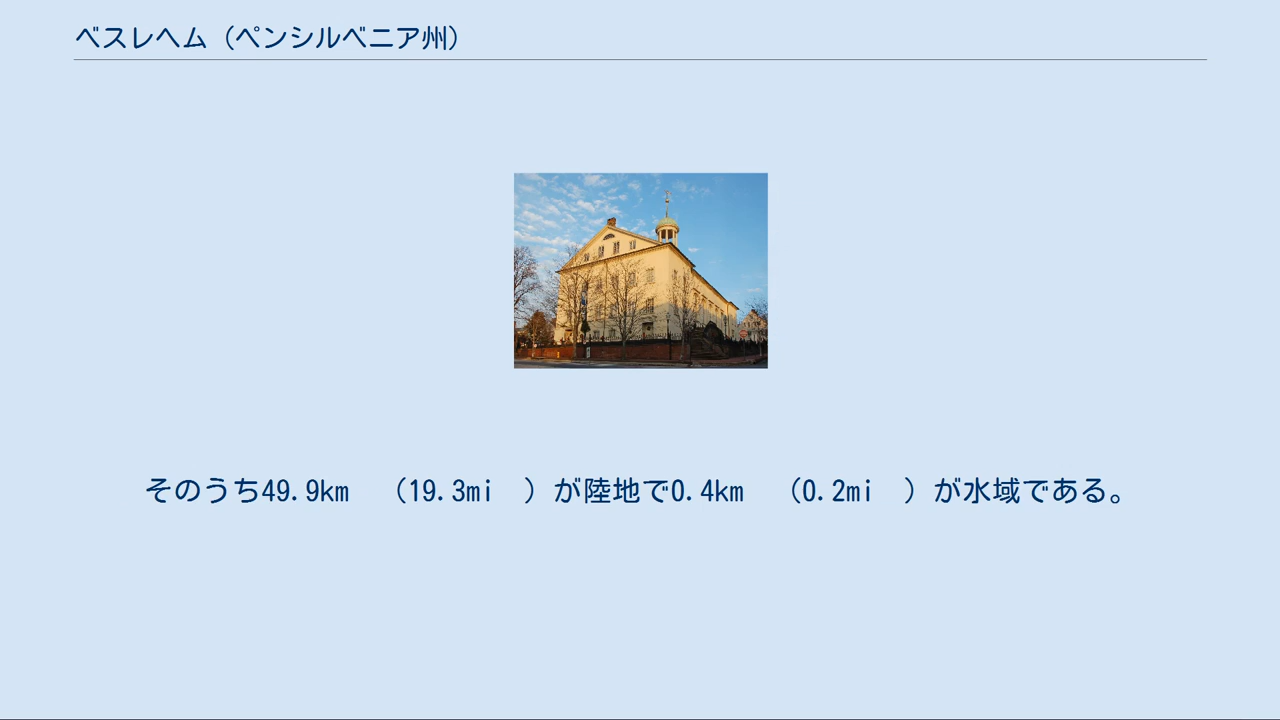 ベスレヘム（ペンシルベニア州）
そのうち49.9km　（19.3mi　）が陸地で0.4km　（0.2mi　）が水域である。